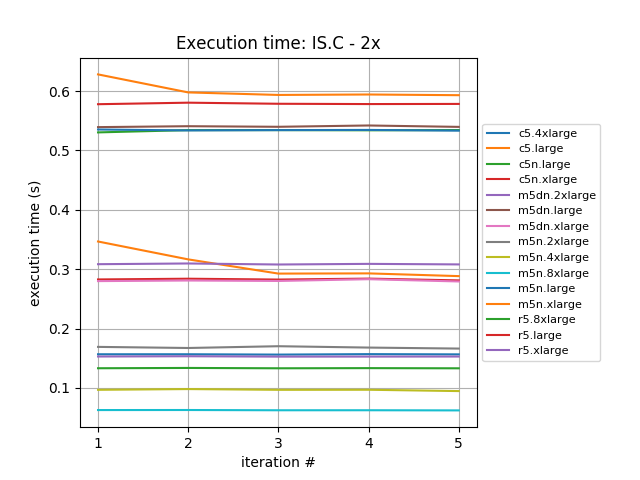 Execution time: IS.C - 2x
execution time (s)
0.6
0.5
0.4
0.3
0.2
0.1
1 2 3 4 5
iteration #
c5.4xlarge
c5.large
c5n.large
c5n.xlarge
m5dn.2xlarge
m5dn.large
m5dn.xlarge
m5n.2xlarge
m5n.4xlarge
m5n.8xlarge
m5n.large
m5n.xlarge
r5.8xlarge
r5.large
r5.xlarge